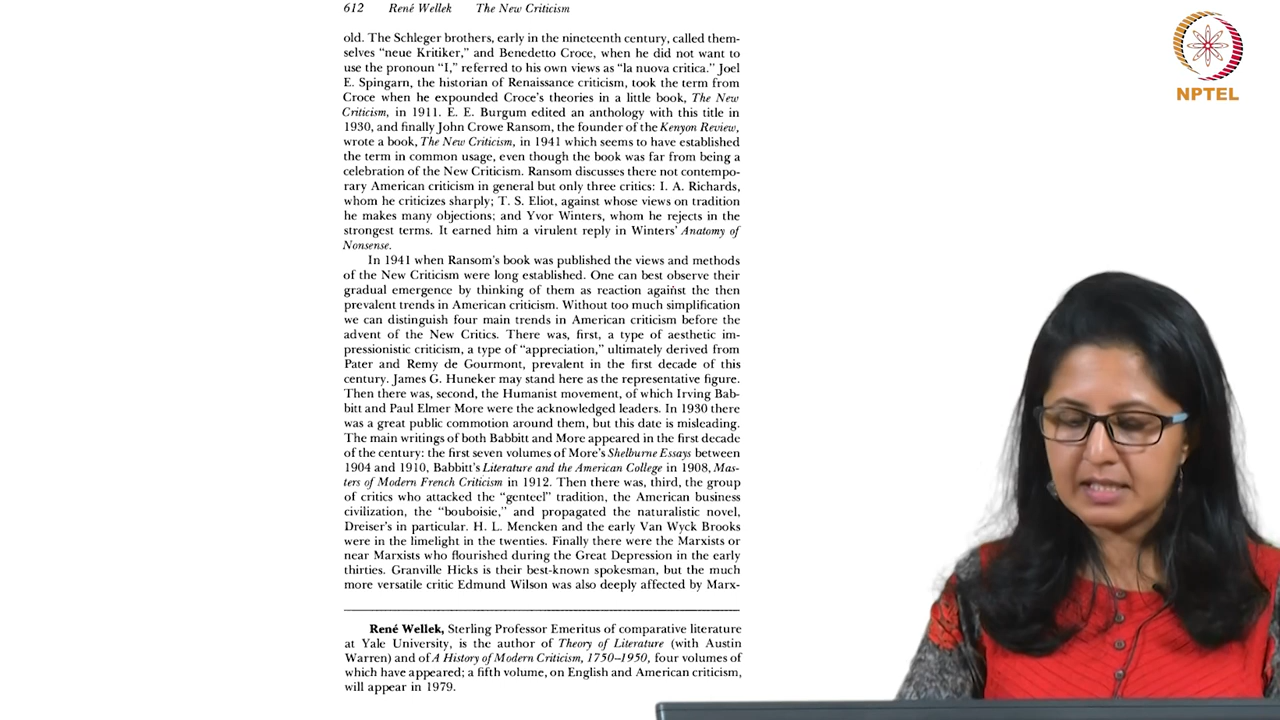 612 René Wellek The New Criticism
old. The Schleger brothers, early in the nineteenth century, called them-
selves “neue Kritiker,” and Benedetto Croce, when he did not want to
use the pronoun “I,” referred to his own views as “la nuova critica.” Joel
E. Spingarn, the historian of Renaissance criticism, took the term from
Croce when he expounded Croce’s theories in a little book, The New
Criticism, in 1911. E. E. Burgum edited an anthology with this title in
1930, and finally John Crowe Ransom, the founder of the Kenyon Review,
wrote a book, The New Criticism, in 1941 which seems to have established
the term in common usage, even though the book was far from being a
celebration of the New Criticism. Ransom discusses there not contempo-
rary American criticism in general but only three critics: I. A. Richards,
whom he criticizes sharply; T. S. Eliot, against whose views on tradition
he makes many objections; and Yvor Winters, whom he rejects in the
strongest terms. It earned him a virulent reply in Winters’ Anatomy of
Nonsense.
In 1941 when Ransom’s book was published the views and methods
of the New Criticism were long established. One can best observe their
gradual emergence by thinking of them as reaction against the then
prevalent trends in American criticism. Without too much simplification
we can distinguish four main trends in American criticism before the
advent of the New Critics. There was, first, a type of aesthetic im-
pressionistic criticism, a type of “appreciation,” ultimately derived from
Pater and Remy de Gourmont, prevalent in the first decade of this
century. James G. Huneker may stand here as the representative figure.
Then there was, second, the Humanist movement, of which Irving Bab-
bitt and Paul Elmer More were the acknowledged leaders. In 1930 there
was a great public commotion around them, but this date is misleading.
The main writings of both Babbitt and More appeared in the first decade
of the century: the first seven volumes of More’s Shelburne Essays between
1904 and 1910, Babbitt’s Literature and the American College in 1908, Mas-
ters of Modern French Criticism in 1912. Then there was, third, the group
of critics who attacked the “genteel” tradition, the American business
civilization, the “bouboisie,” and propagated the naturalistic novel,
Dreiser’s in particular. H. L. Mencken and the early Van Wyck Brooks
were in the limelight in the twenties. Finally there were the Marxists or
near Marxists who flourished during the Great Depression in the early
thirties. Granville Hicks is their best-known spokesman, but the much
more versatile critic Edmund Wilson was also deeply affected by Marx-
René Wellek, Sterling Professor Emeritus of comparative literature
at Yale University, is the author of Theory of Literature (with Austin
Warren) and of A History of Modern Criticism, 1750–1950, four volumes of
which have appeared; a fifth volume, on English and American criticism,
will appear in 1979.
NPTEL